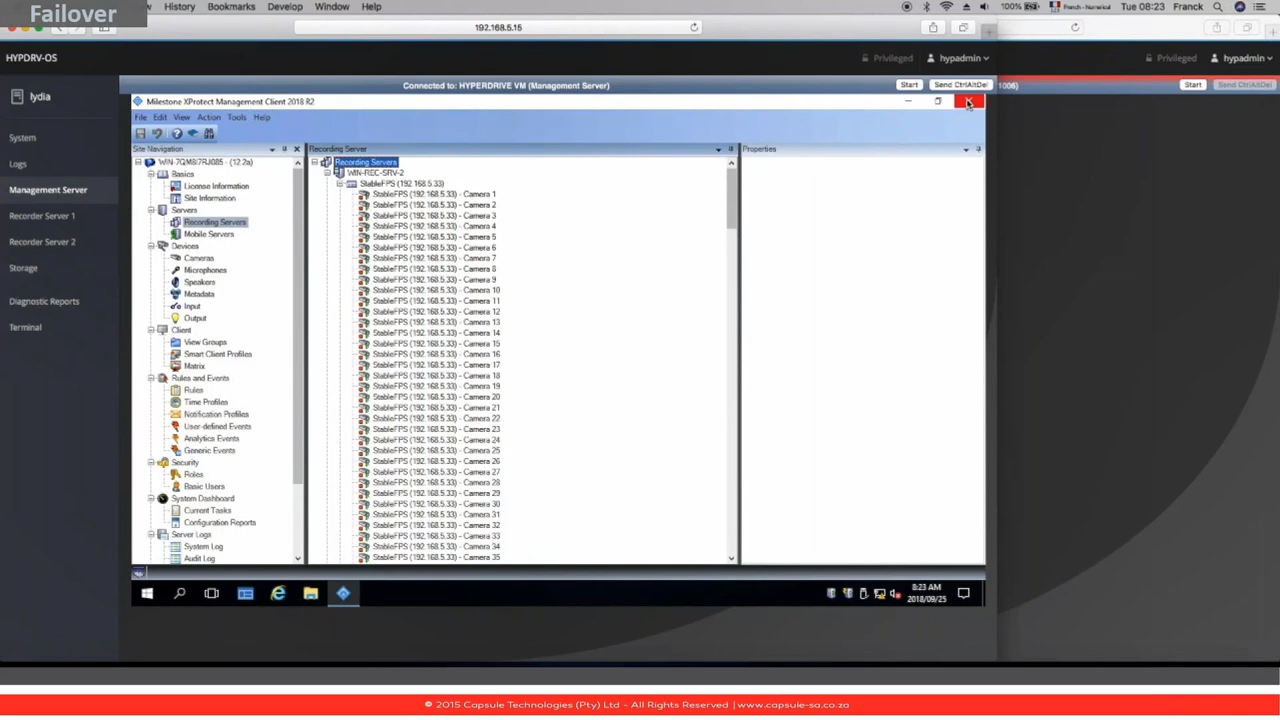 Failover
History Bookmarks Develop Window Help
100% French - Numerical Tue 08:23 Franck
192.168.5.15
HYPDRV-OS
Privileged hypadmin
Privileged hypadmin
lydia
Connected to: HYPERDRIVE VM (Management Server)
Start Send CtrlAltDel
1006) Start Send CtrlAltDel
System
Logs
Management Server
Recorder Server 1
Recorder Server 2
Storage
Diagnostic Reports
Terminal
Milestone XProtect Management Client 2018 R2
File Edit View Action Tools Help
Site Navigation
WIN-7QM8I7RJ085 - (12.2a)
Basics
License Information
Site Information
Servers
Recording Servers
Mobile Servers
Devices
Cameras
Microphones
Speakers
Metadata
Input
Output
Client
View Groups
Smart Client Profiles
Matrix
Rules and Events
Rules
Time Profiles
Notification Profiles
User-defined Events
Analytics Events
Generic Events
Security
Roles
Basic Users
System Dashboard
Current Tasks
Configuration Reports
Server Logs
System Log
Audit Log
Recording Server
Recording Servers
WIN-REC-SRV-2
StableFPS (192.168.5.33)
StableFPS (192.168.5.33) - Camera 1
StableFPS (192.168.5.33) - Camera 2
StableFPS (192.168.5.33) - Camera 3
StableFPS (192.168.5.33) - Camera 4
StableFPS (192.168.5.33) - Camera 5
StableFPS (192.168.5.33) - Camera 6
StableFPS (192.168.5.33) - Camera 7
StableFPS (192.168.5.33) - Camera 8
StableFPS (192.168.5.33) - Camera 9
StableFPS (192.168.5.33) - Camera 10
StableFPS (192.168.5.33) - Camera 11
StableFPS (192.168.5.33) - Camera 12
StableFPS (192.168.5.33) - Camera 13
StableFPS (192.168.5.33) - Camera 14
StableFPS (192.168.5.33) - Camera 15
StableFPS (192.168.5.33) - Camera 16
StableFPS (192.168.5.33) - Camera 17
StableFPS (192.168.5.33) - Camera 18
StableFPS (192.168.5.33) - Camera 19
StableFPS (192.168.5.33) - Camera 20
StableFPS (192.168.5.33) - Camera 21
StableFPS (192.168.5.33) - Camera 22
StableFPS (192.168.5.33) - Camera 23
StableFPS (192.168.5.33) - Camera 24
StableFPS (192.168.5.33) - Camera 25
StableFPS (192.168.5.33) - Camera 26
StableFPS (192.168.5.33) - Camera 27
StableFPS (192.168.5.33) - Camera 28
StableFPS (192.168.5.33) - Camera 29
StableFPS (192.168.5.33) - Camera 30
StableFPS (192.168.5.33) - Camera 31
StableFPS (192.168.5.33) - Camera 32
StableFPS (192.168.5.33) - Camera 33
StableFPS (192.168.5.33) - Camera 34
StableFPS (192.168.5.33) - Camera 35
Properties
8:23 AM
2018/09/25
© 2015 Capsule Technologies (Pty) Ltd - All Rights Reserved | www.capsule-sa.co.za